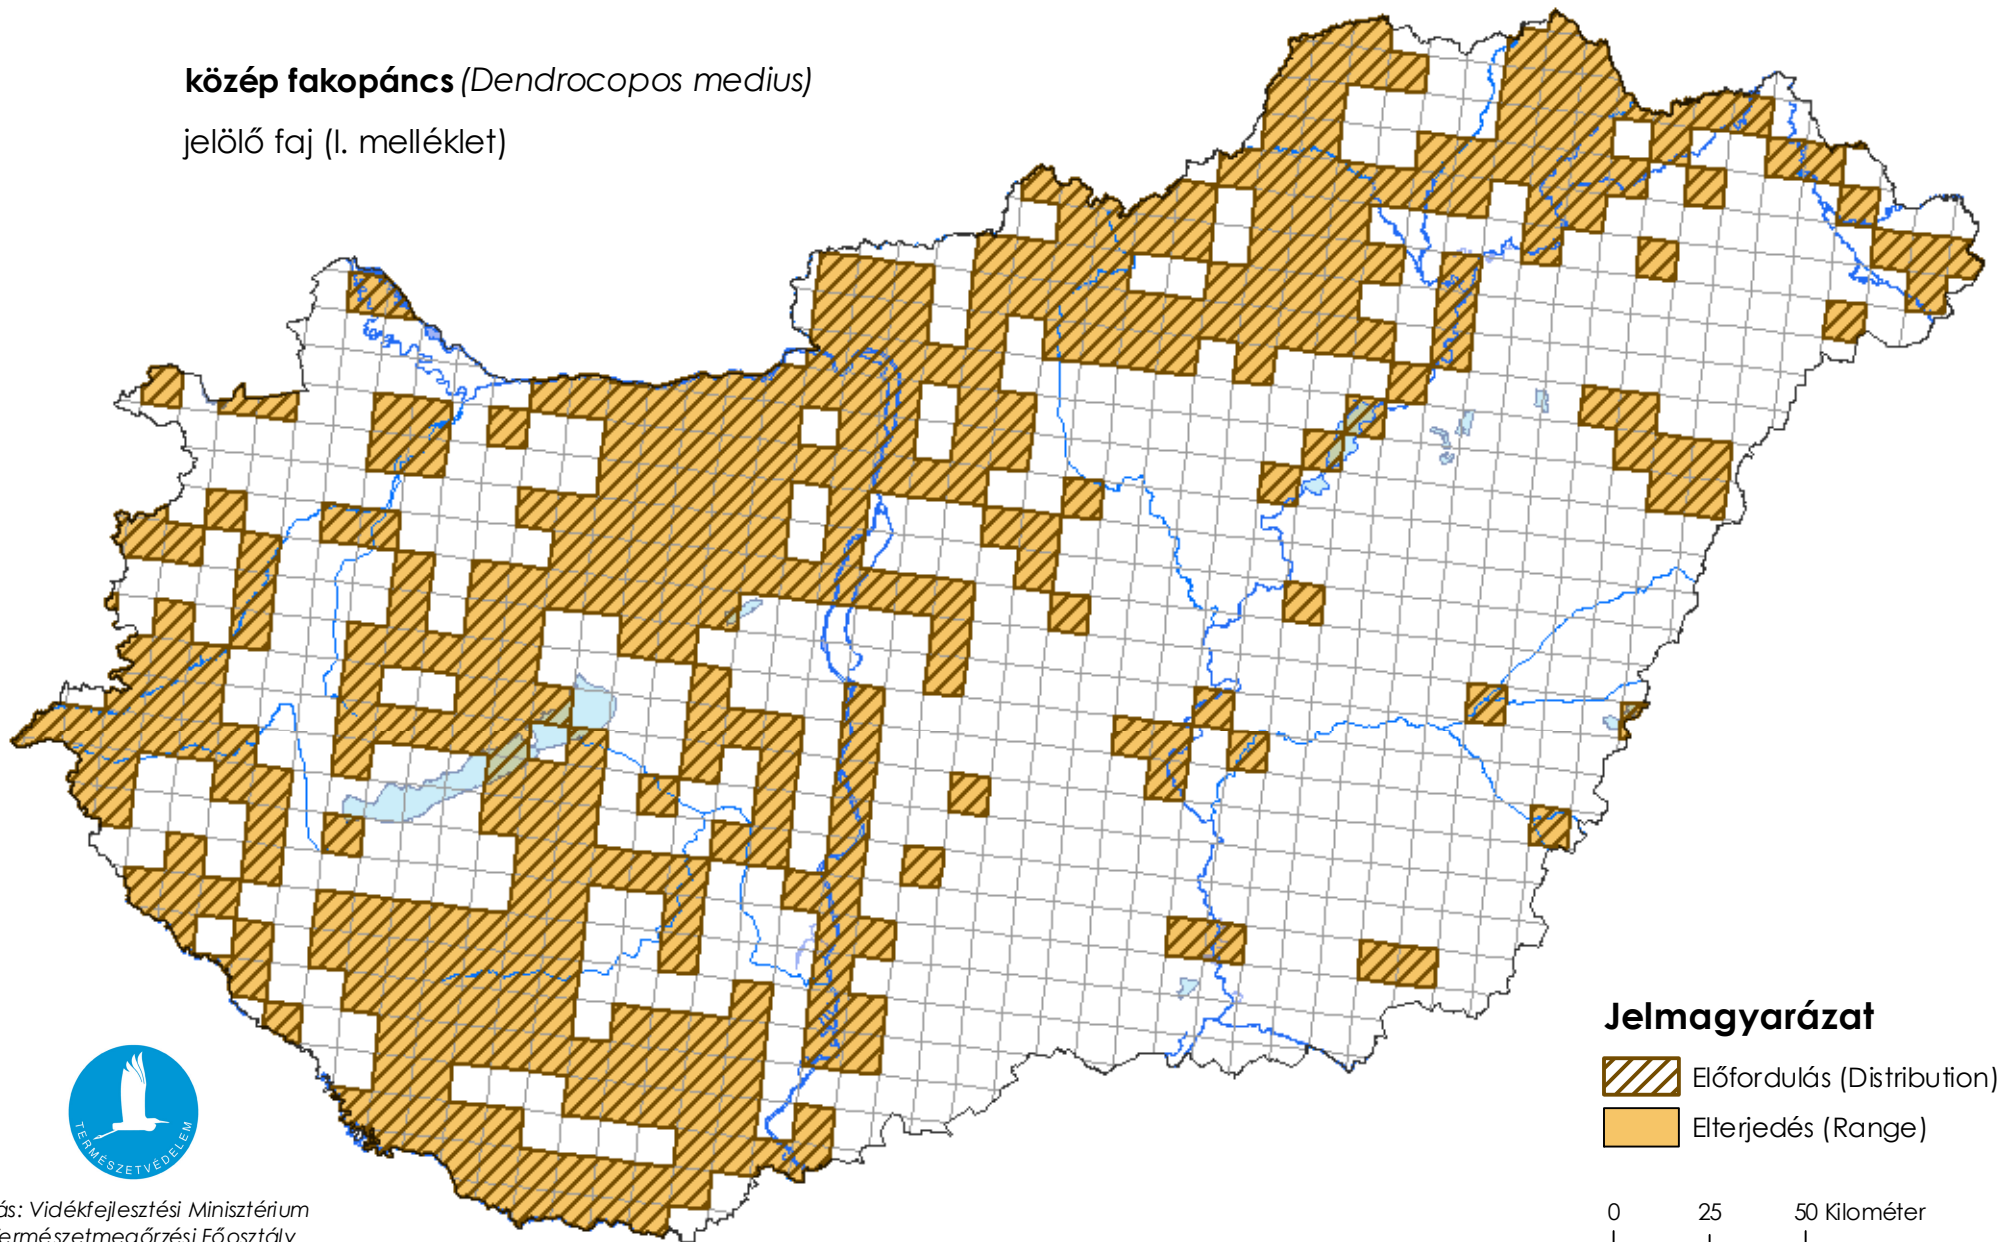 közép fakopáncs (Dendrocopos medius)
jelölő faj (I. melléklet)
Jelmagyarázat
Előfordulás (Distribution)
Elterjedés (Range)
0 25 50 Kilométer
TERMÉSZETVÉDELEM
Vidékfejlesztési Minisztérium
Természetmegőrzési Főosztály